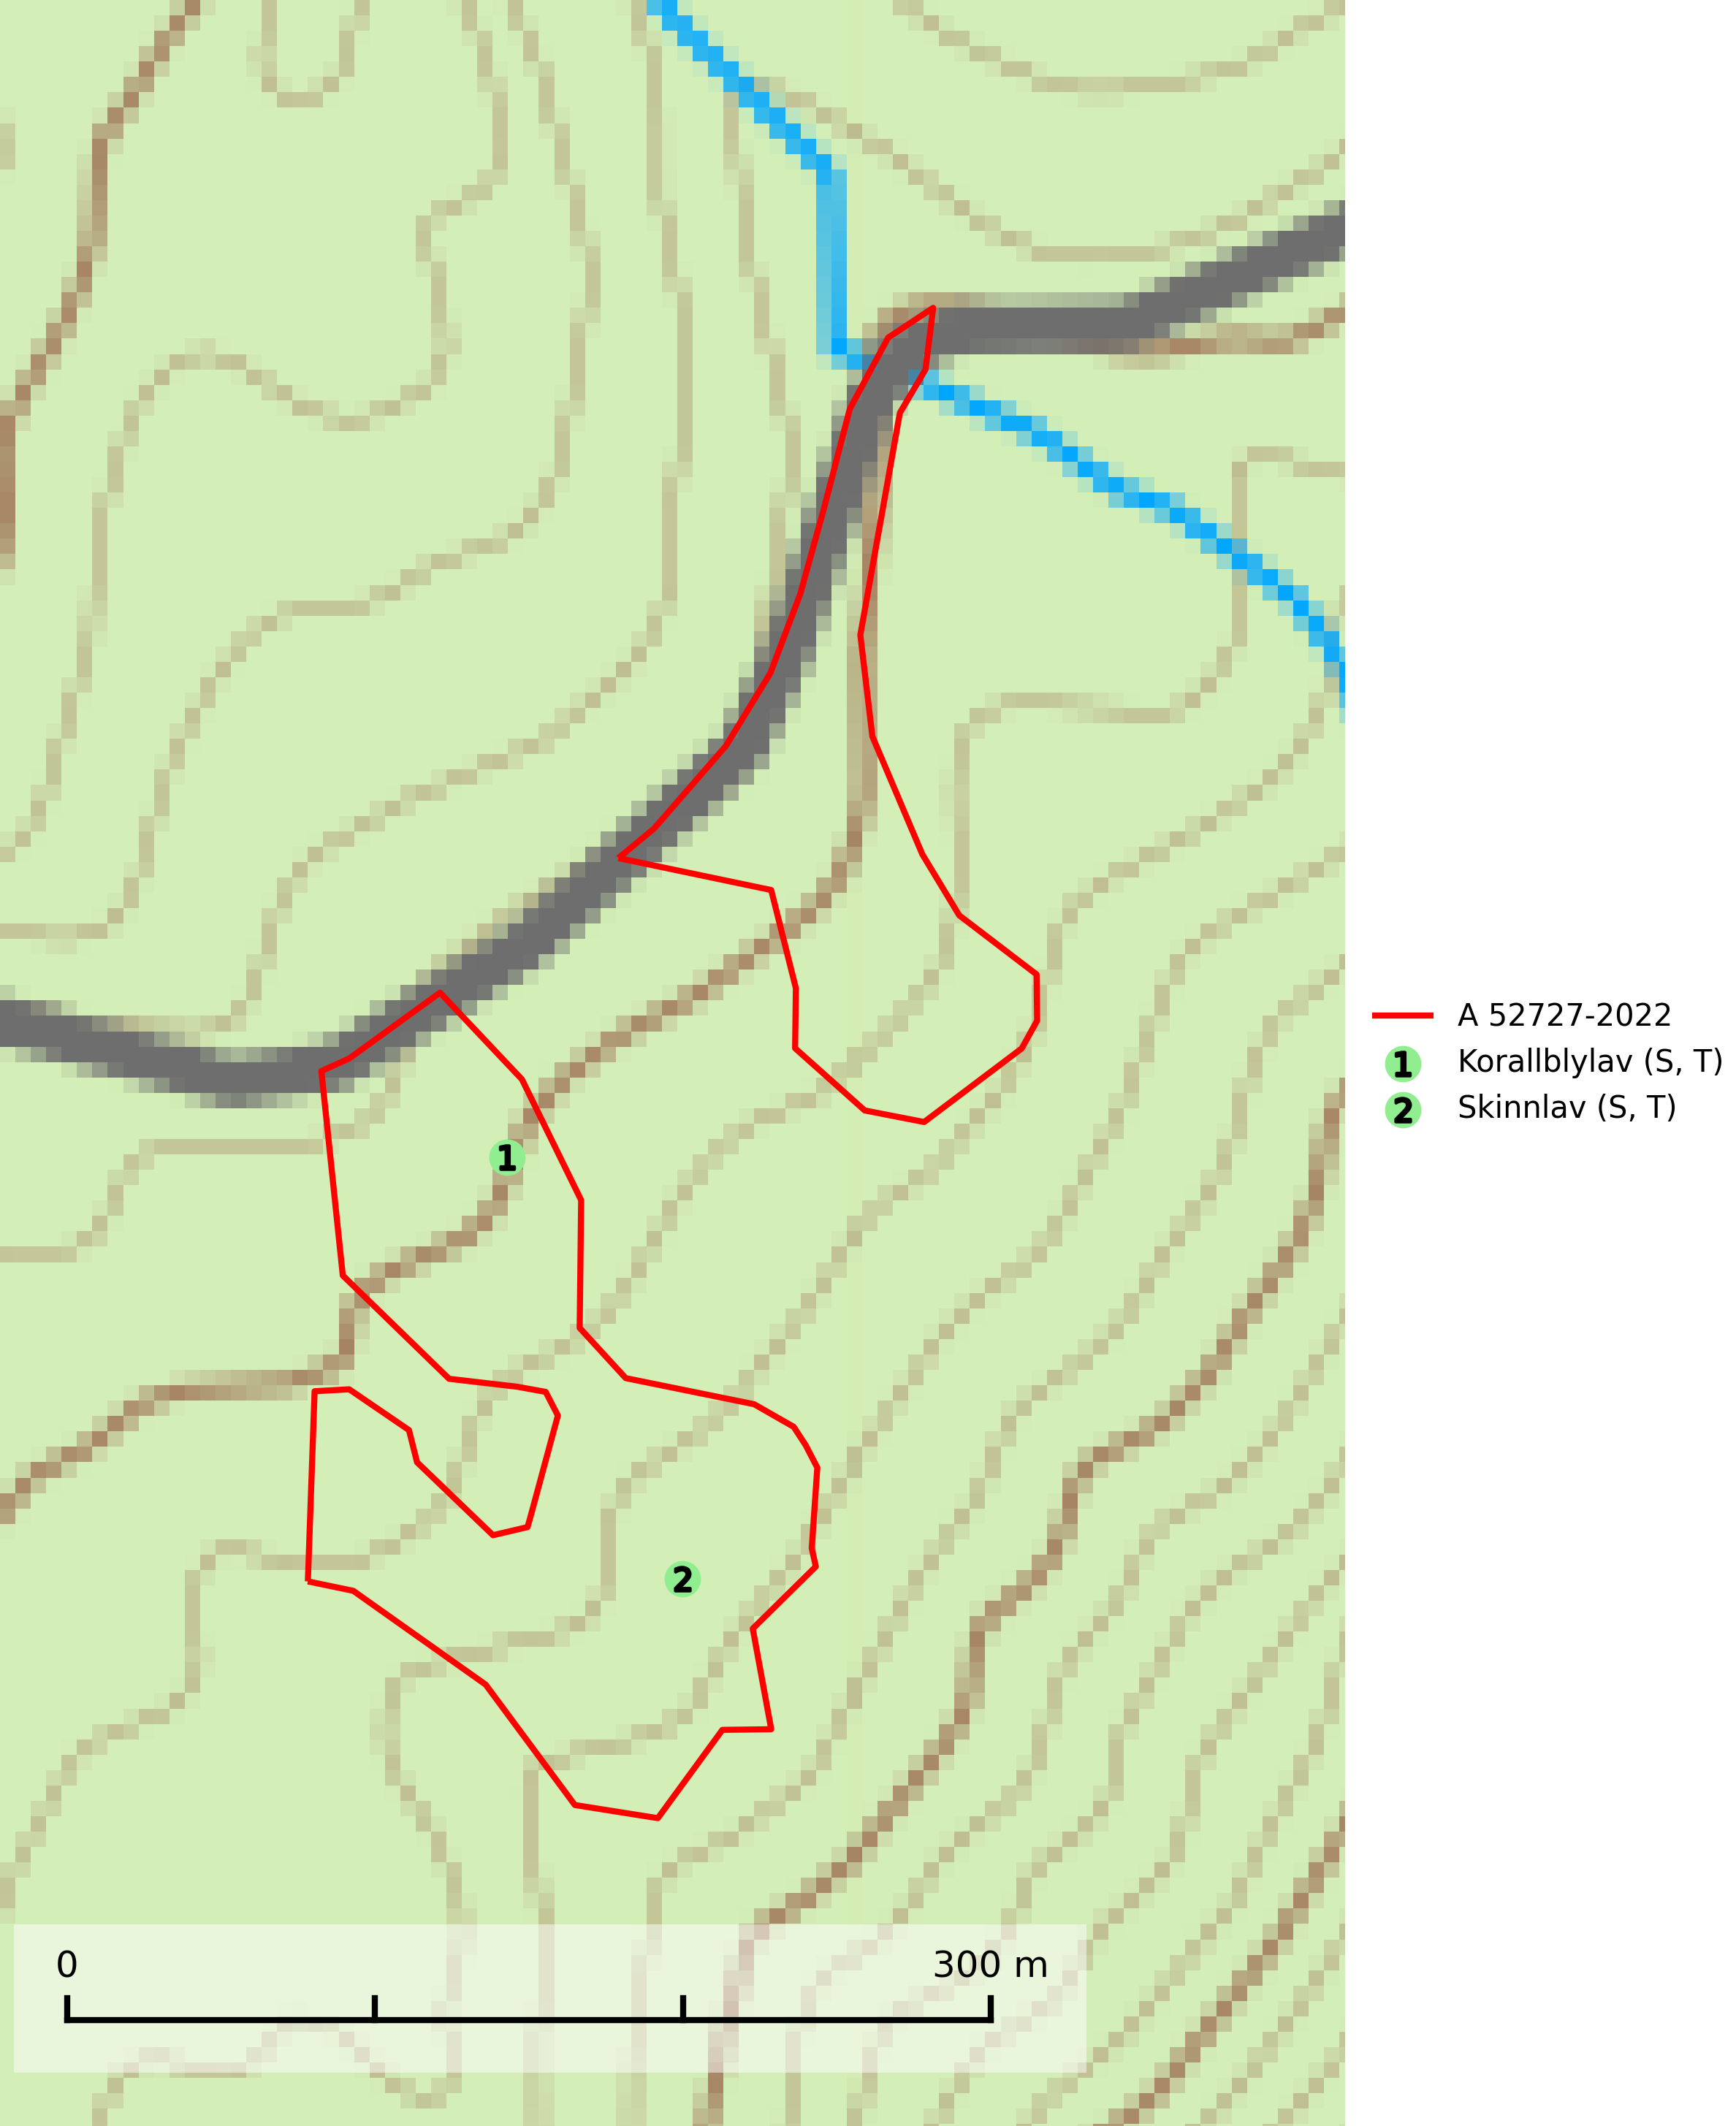 A 52727-2022
1 Korallblylav (S, T)
2 Skinnlav (S, T)
1
2
0 300 m